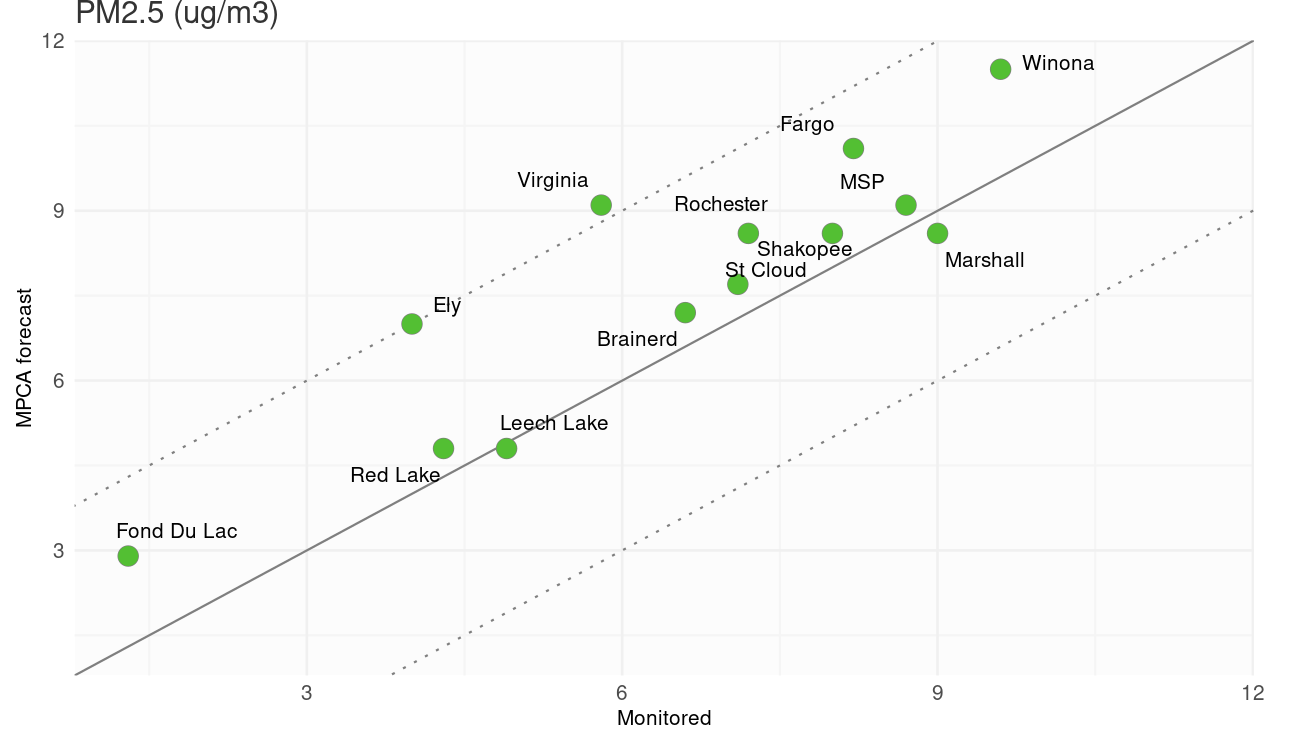 PM2.5 (ug/m3)
12
Winona
Fargo
Virginia
MSP
Rochester
9
Shakopee
Marshall
St Cloud
Ely
Brainerd
MPCA forecast
6
Leech Lake
Red Lake
Fond Du Lac
3
3
6
9
12
Monitored